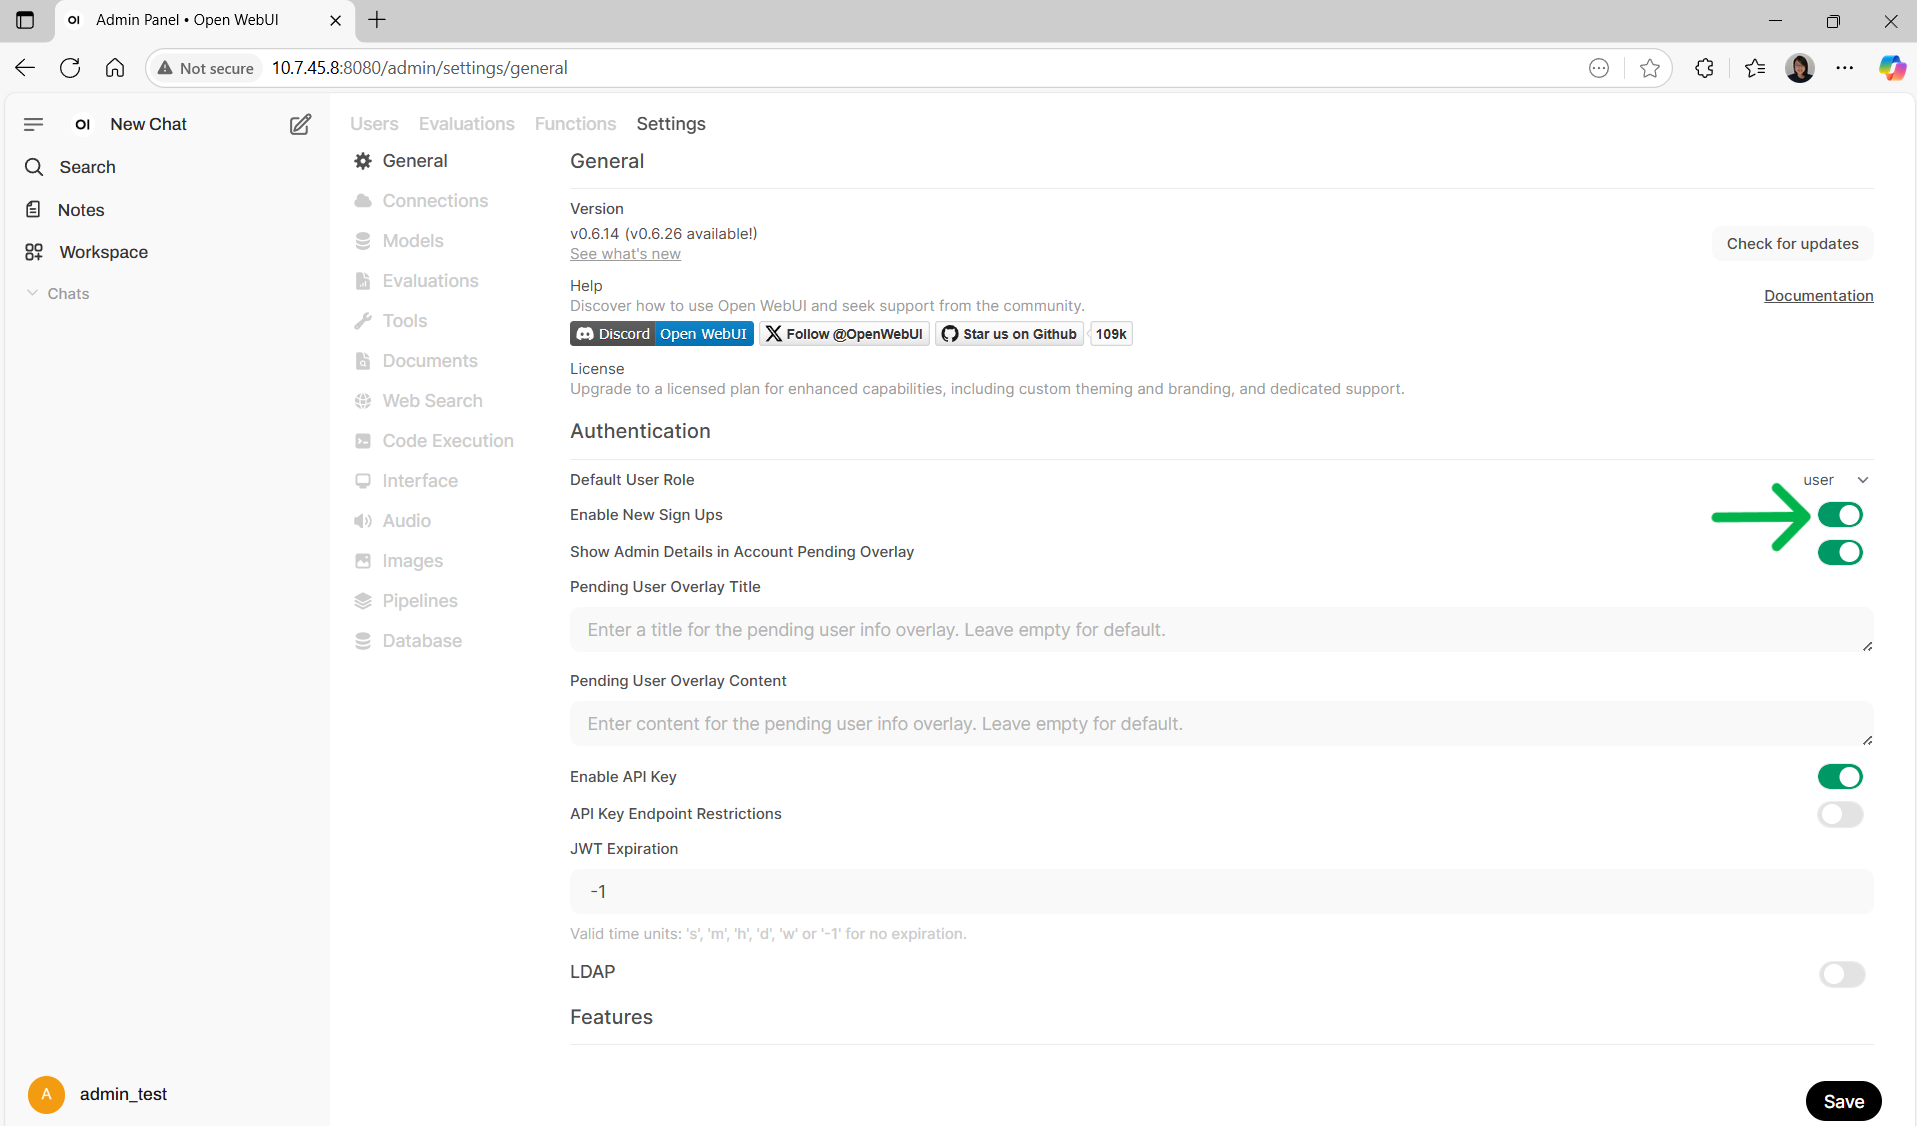 OI Admin Panel • Open WebUI
Not secure 10.7.45.8:8080/admin/settings/general
OI New Chat
Search
Notes
Workspace
Chats
A admin_test
Users Evaluations Functions Settings
General
Connections
Models
Evaluations
Tools
Documents
Web Search
Code Execution
Interface
Audio
Images
Pipelines
Database
General
Version
v0.6.14 (v0.6.26 available!)
See what's new
Check for updates
Help
Discover how to use Open WebUI and seek support from the community.
Documentation
Discord Open WebUI Follow @OpenWebUI Star us on Github 109k
License
Upgrade to a licensed plan for enhanced capabilities, including custom theming and branding, and dedicated support.
Authentication
Default User Role user
Enable New Sign Ups
Show Admin Details in Account Pending Overlay
Pending User Overlay Title
Enter a title for the pending user info overlay. Leave empty for default.
Pending User Overlay Content
Enter content for the pending user info overlay. Leave empty for default.
Enable API Key
API Key Endpoint Restrictions
JWT Expiration
-1
Valid time units: 's', 'm', 'h', 'd', 'w' or '-1' for no expiration.
LDAP
Features
Save